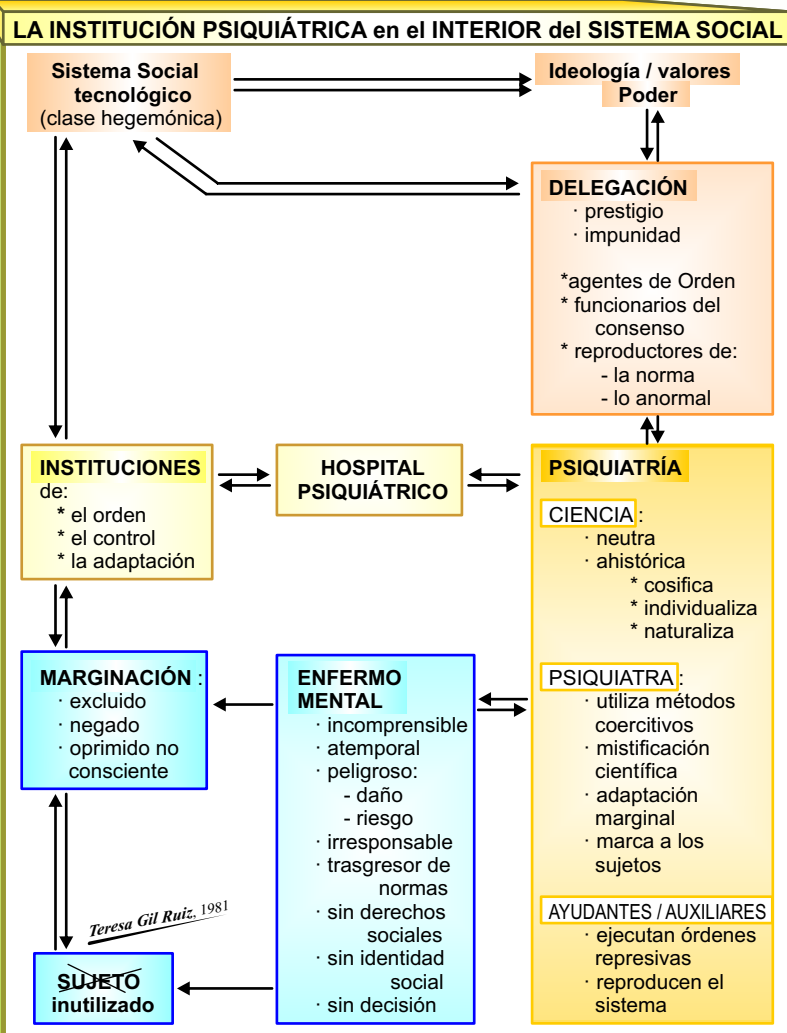 LA INSTITUCIÓN PSIQUIÁTRICA en el INTERIOR del SISTEMA SOCIAL
Sistema Social
tecnológico
(clase hegemónica)
Ideología / valores
Poder
DELEGACIÓN
· prestigio
· impunidad
*agentes de Orden
* funcionarios del
consenso
* reproductores de:
- la norma
- lo anormal
INSTITUCIONES
de:
* el orden
* el control
* la adaptación
HOSPITAL
PSIQUIÁTRICO
PSIQUIATRÍA
CIENCIA :
· neutra
· ahistórica
* cosifica
* individualiza
* naturaliza
PSIQUIATRA :
· utiliza métodos
coercitivos
· mistificación
científica
· adaptación
marginal
· marca a los
sujetos
AYUDANTES / AUXILIARES
· ejecutan órdenes
represivas
· reproducen el
sistema
MARGINACIÓN :
· excluido
· negado
· oprimido no
consciente
ENFERMO
MENTAL
· incomprensible
· atemporal
· peligroso:
- daño
- riesgo
· irresponsable
· trasgresor de
normas
· sin derechos
sociales
· sin identidad
social
· sin decisión
Teresa Gil Ruiz, 1981
SUJETO
inutilizado